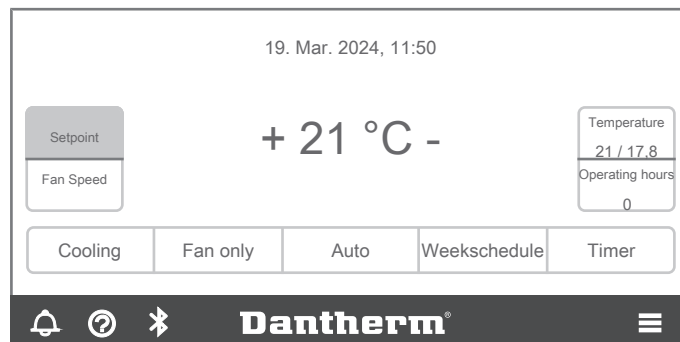 19. Mar. 2024, 11:50
Setpoint
Fan Speed
+ 21 °C -
Temperature
21 / 17,8
Operating hours
0
Cooling Fan only Auto Weekschedule Timer
Dantherm®